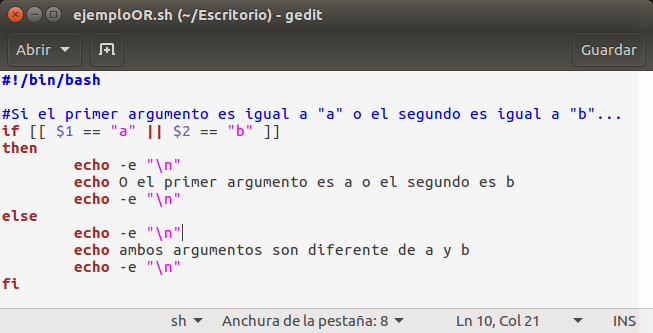 ejemploOR.sh (~/Escritorio) - gedit
Abrir Guardar
#!/bin/bash
#Si el primer argumento es igual a "a" o el segundo es igual a "b"...
if [[ $1 == "a" || $2 == "b" ]]
then
echo -e "\n"
echo O el primer argumento es a o el segundo es b
echo -e "\n"
else
echo -e "\n"
echo ambos argumentos son diferente de a y b
echo -e "\n"
fi
sh Anchura de la pestaña: 8 Ln 10, Col 21 INS